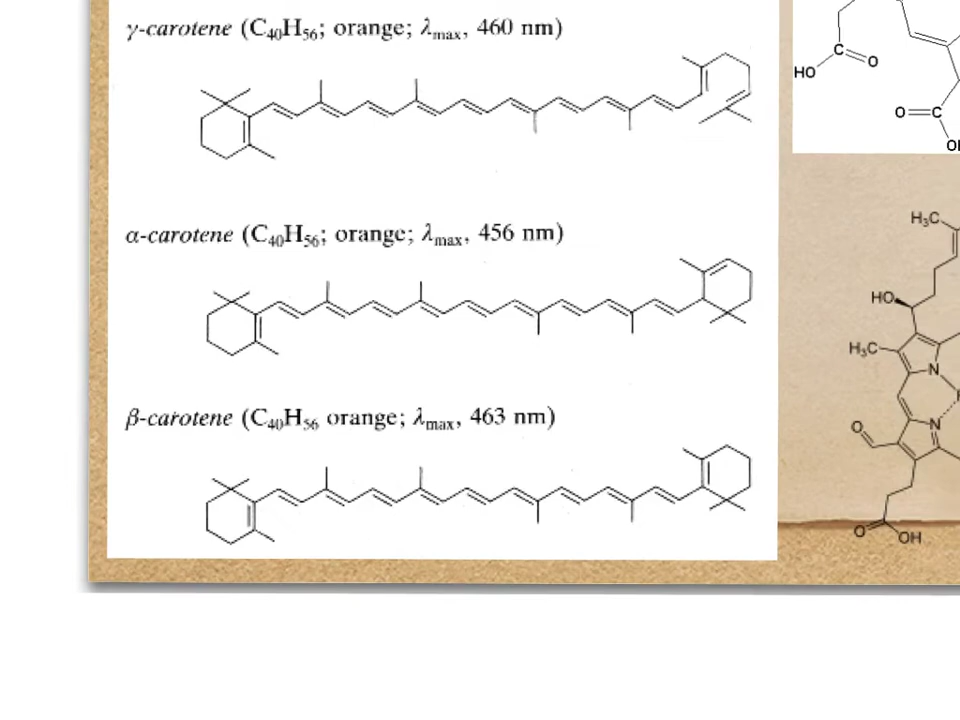 γ-carotene (C₄₀H₅₆; orange; λmax, 460 nm)
α-carotene (C₄₀H₅₆; orange; λmax, 456 nm)
β-carotene (C₄₀H₅₆ orange; λmax, 463 nm)
HO
C
O
O
C
H₃C
HO
H₃C
N
N
O
O
OH